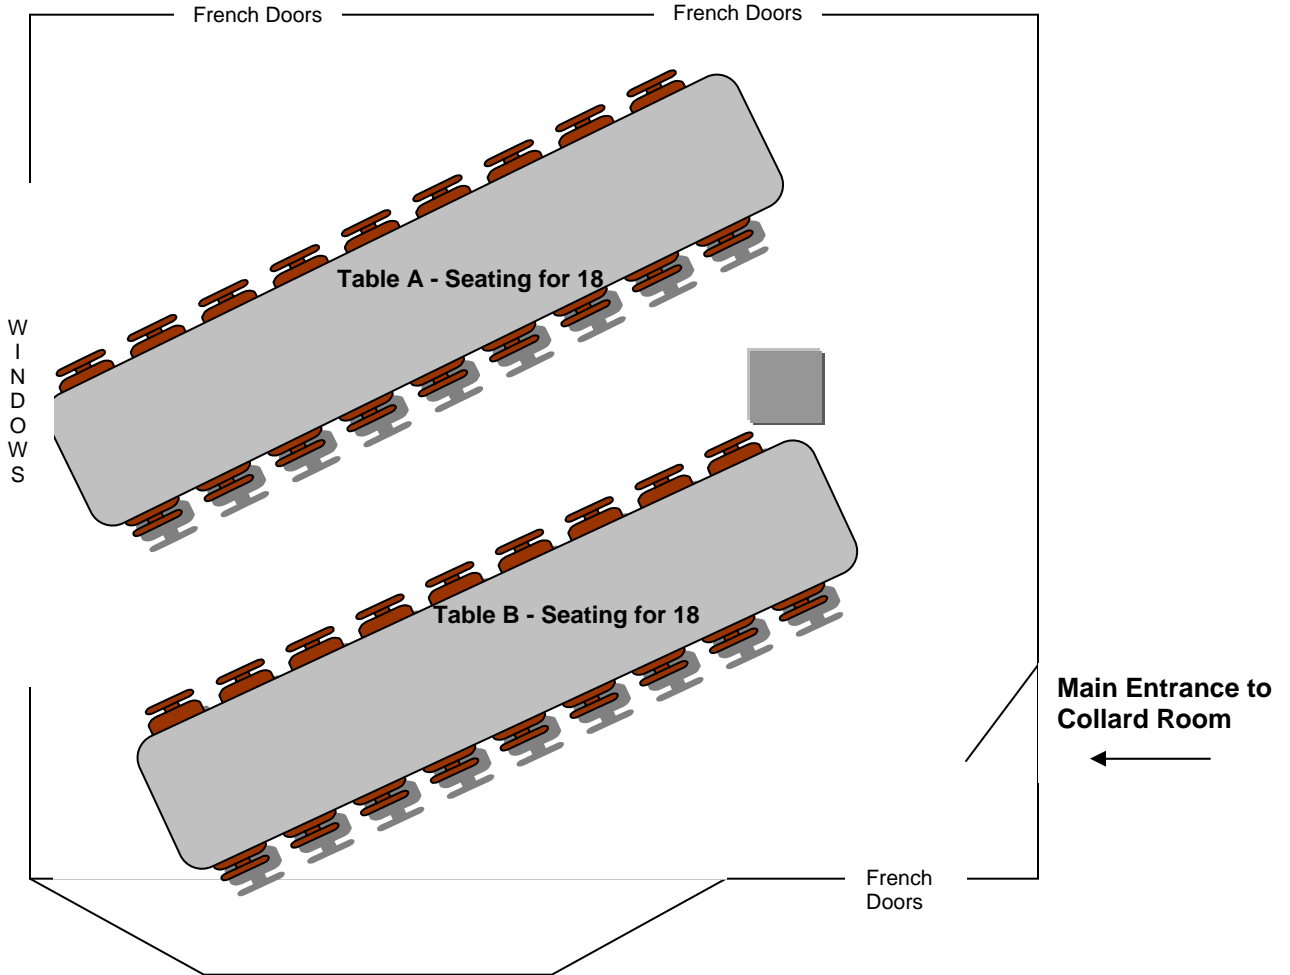 French Doors
French Doors
Table A - Seating for 18
W
I
N
D
O
W
S
Table B - Seating for 18
Main Entrance to
Collard Room
French
Doors